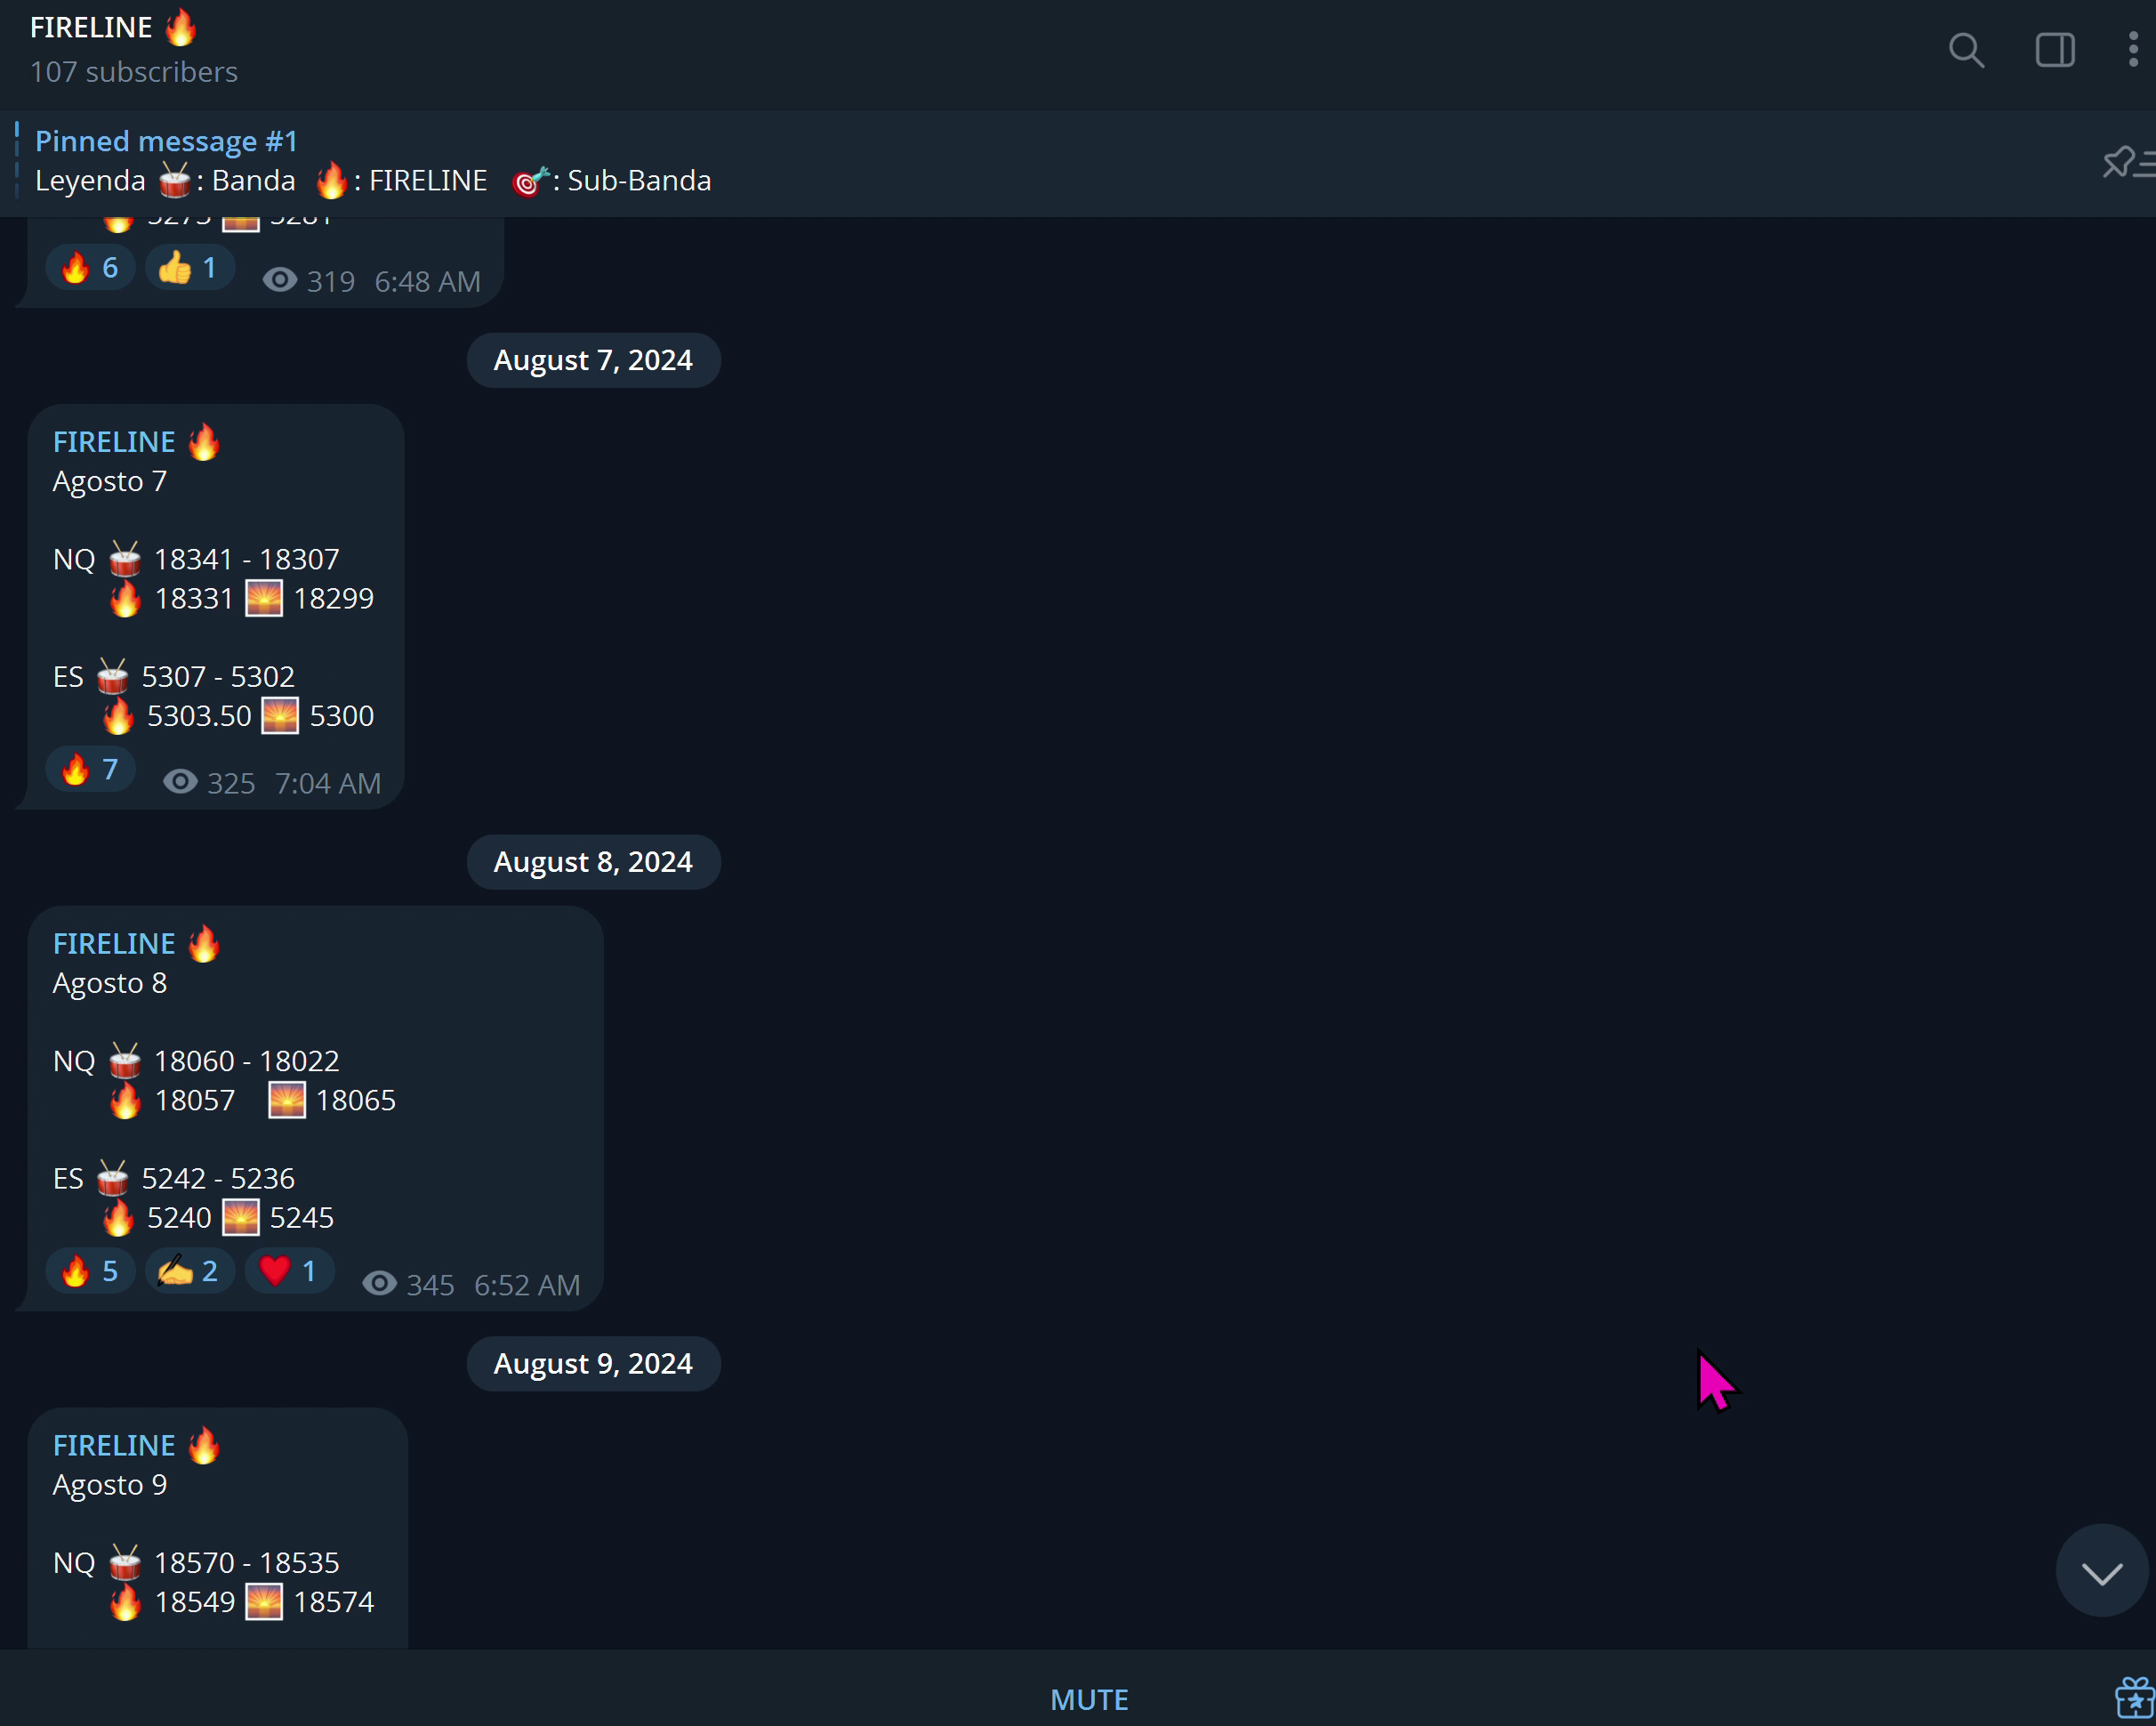 FIRELINE 🔥
107 subscribers
Pinned message #1
Leyenda 🥁: Banda 🔥: FIRELINE 🎯: Sub-Banda
🔥 6 👍 1 319 6:48 AM
August 7, 2024
FIRELINE 🔥
Agosto 7
NQ 🥁 18341 - 18307
🔥 18331 🌅 18299
ES 🥁 5307 - 5302
🔥 5303.50 🌅 5300
🔥 7 325 7:04 AM
August 8, 2024
FIRELINE 🔥
Agosto 8
NQ 🥁 18060 - 18022
🔥 18057 🌅 18065
ES 🥁 5242 - 5236
🔥 5240 🌅 5245
🔥 5 ✍ 2 ❤ 1 345 6:52 AM
August 9, 2024
FIRELINE 🔥
Agosto 9
NQ 🥁 18570 - 18535
🔥 18549 🌅 18574
MUTE